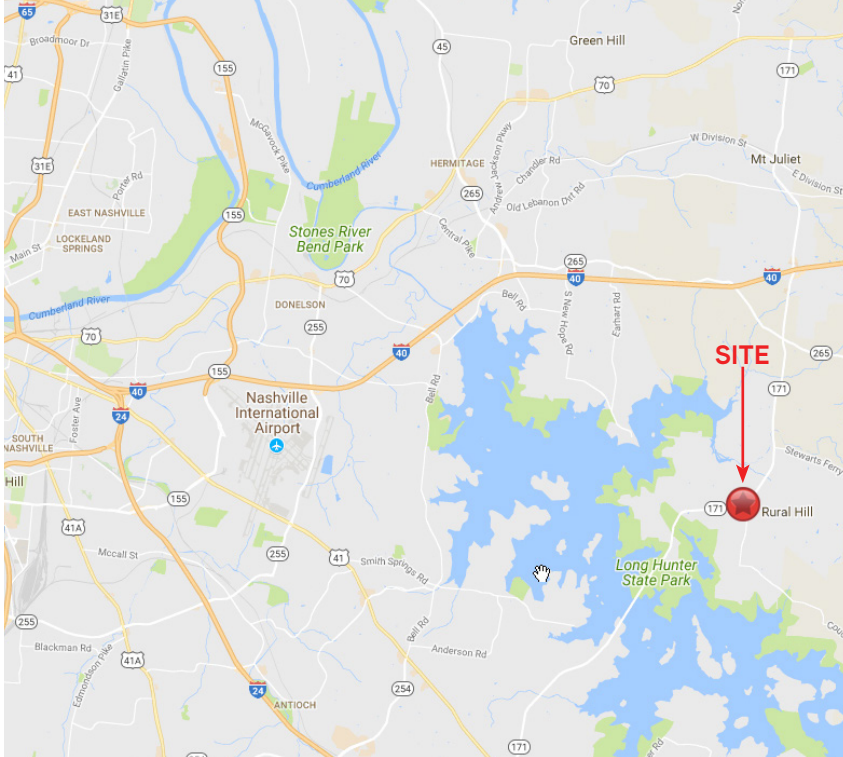 65
31E
Broadmoor Dr
Gallatin Pike
41
155
45
Green Hill
70
171
McGavock Pike
31E
Porter Rd
Cumberland River
HERMITAGE
Chandler Rd
Andrew Jackson Pkwy
W Division St
Mt Juliet
E Division St
265
Old Lebanon Dirt Rd
EAST NASHVILLE
155
LOCKELAND
SPRINGS
Main St
Stones River
Bend Park
Central Pike
265
40
40
70
Cumberland River
DONELSON
Bell Rd
S New Hope Rd
Earhart Rd
255
70
40
265
SITE
155
40
171
24
Foster Ave
Nashville
International
Airport
Bell Rd
SOUTH
NASHVILLE
Hill
Stewarts Ferry
155
171
Rural Hill
41A
Mccall St
255
41
Smith Springs Rd
Long Hunter
State Park
255
Bell Rd
Blackman Rd
41A
Anderson Rd
Edmondson Pike
24
254
ANTIOCH
171